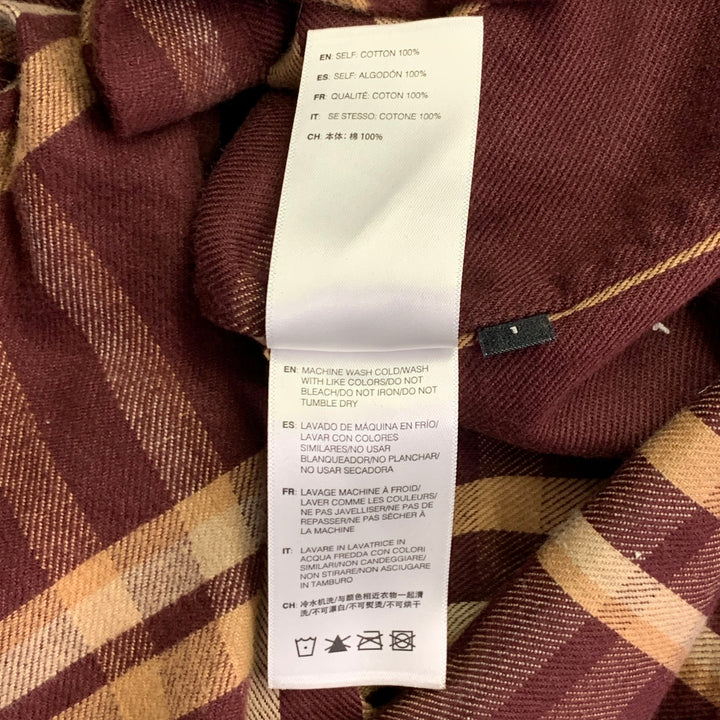 EN: SELF: COTTON 100%
ES: SELF: ALGODÓN 100%
FR: QUALITÉ: COTON 100%
IT: SE STESSO: COTONE 100%
CH: 本体: 棉 100%
1
EN: MACHINE WASH COLD/WASH
WITH LIKE COLORS/DO NOT
BLEACH/DO NOT IRON/DO NOT
TUMBLE DRY
ES: LAVADO DE MÁQUINA EN FRÍO/
LAVAR CON COLORES
SIMILARES/NO USAR
BLANQUEADOR/NO PLANCHAR/
NO USAR SECADORA
FR: LAVAGE MACHINE À FROID/
LAVER COMME LES COULEURS/
NE PAS JAVELLISER/NE PAS DE
REPASSER/NE PAS SÉCHER À
LA MACHINE
IT: LAVARE IN LAVATRICE IN
ACQUA FREDDA CON COLORI
SIMILARI/NON CANDEGGIARE/
NON STIRARE/NON ASCIUGARE
IN TAMBURO
CH: 冷水机洗/与颜色相近衣物一起清
洗/不可漂白/不可熨烫/不可烘干